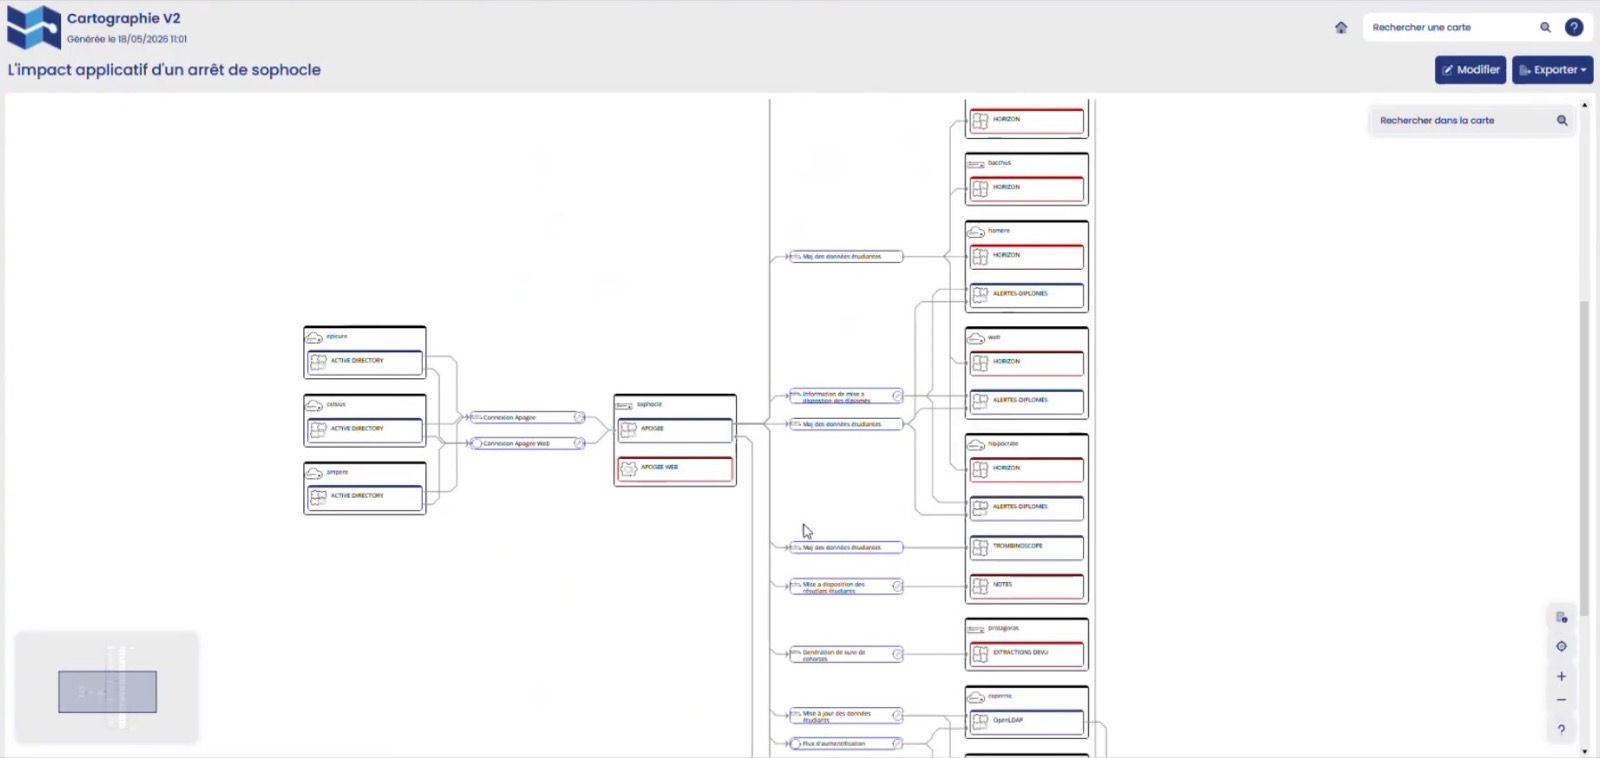 Cartographie V2
Générée le 18/05/2026 11:01
Rechercher une carte
?
L'impact applicatif d'un arrêt de sophocle
Modifier
Exporter
Rechercher dans la carte
HORIZON
bacchus
HORIZON
homere
Maj des données étudiantes
HORIZON
ALERTES-DIPLOMES
epicure
ACTIVE DIRECTORY
watt
HORIZON
celsius
ACTIVE DIRECTORY
Connexion Apogee
Connexion Apogee Web
sophocle
APOGEE
APOGEE WEB
Information de mise a
disposition des diplomés
Maj des données étudiantes
ALERTES-DIPLOMES
ampere
ACTIVE DIRECTORY
hippocrate
HORIZON
ALERTES-DIPLOMES
Maj des données étudiantes
TROMBINOSCOPE
Mise a disposition des
résultats étudiants
NOTES
protagoras
Génération de suivi de
cohortes
EXTRACTIONS DEVU
copernic
Mise à jour des données
étudiants
OpenLDAP
Flux d'authentification
?